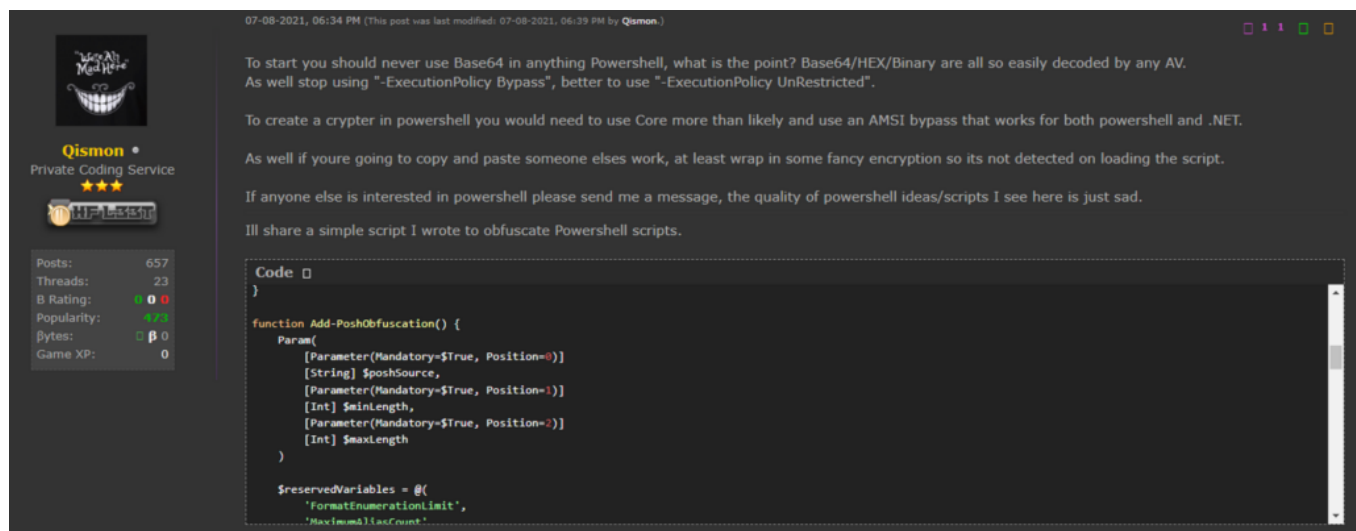 07-08-2021, 06:34 PM (This post was last modified: 07-08-2021, 06:39 PM by Qismon.)
1 1
"We're All
Mad Here"
To start you should never use Base64 in anything Powershell, what is the point? Base64/HEX/Binary are all so easily decoded by any AV.
As well stop using "-ExecutionPolicy Bypass", better to use "-ExecutionPolicy UnRestricted".
To create a crypter in powershell you would need to use Core more than likely and use an AMSI bypass that works for both powershell and .NET.
Qismon
Private Coding Service
As well if youre going to copy and paste someone elses work, at least wrap in some fancy encryption so its not detected on loading the script.
If anyone else is interested in powershell please send me a message, the quality of powershell ideas/scripts I see here is just sad.
Ill share a simple script I wrote to obfuscate Powershell scripts.
Posts: 657
Threads: 23
B Rating: 0 0 0
Popularity: 473
βytes: β 0
Game XP: 0
Code
}
function Add-PoshObfuscation() {
Param(
[Parameter(Mandatory=$True, Position=0)]
[String] $poshSource,
[Parameter(Mandatory=$True, Position=1)]
[Int] $minLength,
[Parameter(Mandatory=$True, Position=2)]
[Int] $maxLength
)
$reservedVariables = @(
'FormatEnumerationLimit',
'MaximumAliasCount'